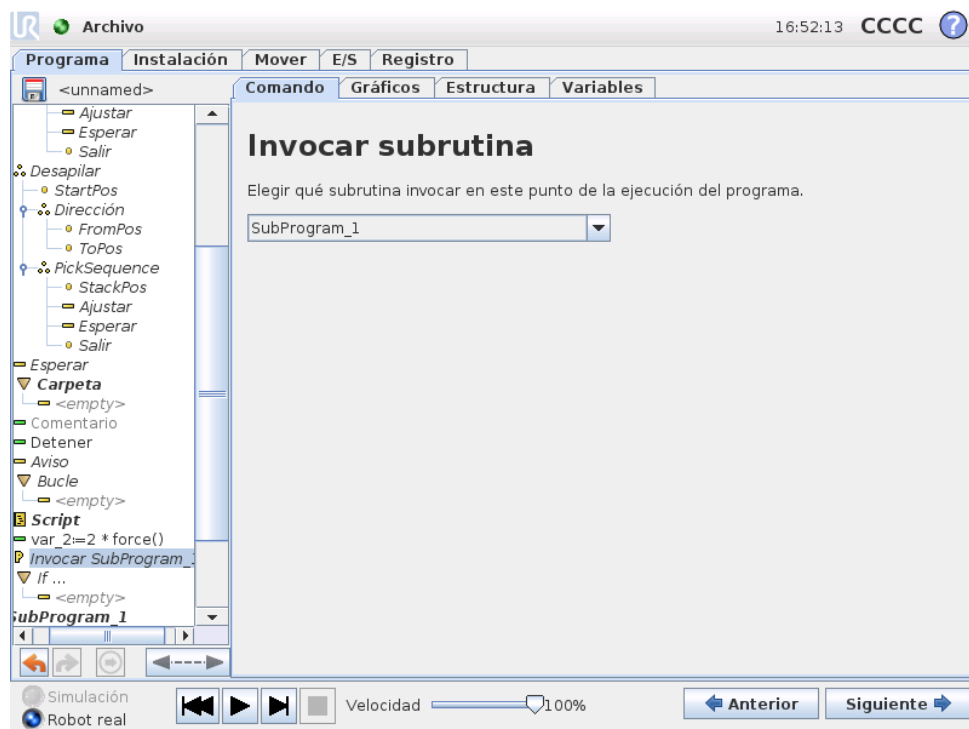 UR Archivo 16:52:13 CCCC ?
Programa Instalación Mover E/S Registro
<unnamed>
Comando Gráficos Estructura Variables
Ajustar
Esperar
Salir
Desapilar
StartPos
Dirección
FromPos
ToPos
PickSequence
StackPos
Ajustar
Esperar
Salir
Esperar
Carpeta
<empty>
Comentario
Detener
Aviso
Bucle
<empty>
Script
var_2:=2 * force()
Invocar SubProgram_1
If ...
<empty>
SubProgram_1
Invocar subrutina
Elegir qué subrutina invocar en este punto de la ejecución del programa.
SubProgram_1
Simulación
Robot real
Velocidad 100%
Anterior Siguiente